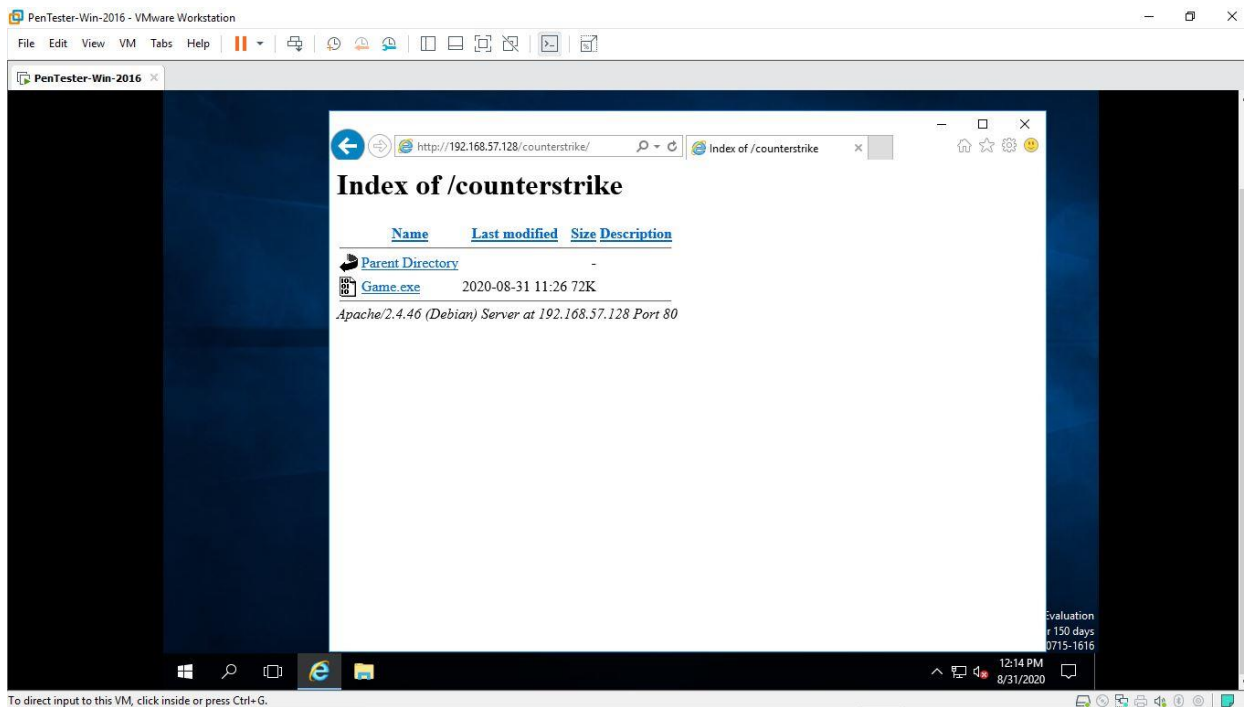 PenTester-Win-2016 - VMware Workstation
File Edit View VM Tabs Help
PenTester-Win-2016
http://192.168.57.128/counterstrike/
Index of /counterstrike
Index of /counterstrike
Name Last modified Size Description
Parent Directory -
Game.exe 2020-08-31 11:26 72K
Apache/2.4.46 (Debian) Server at 192.168.57.128 Port 80
Evaluation
r 150 days
0715-1616
12:14 PM
8/31/2020
To direct input to this VM, click inside or press Ctrl+G.